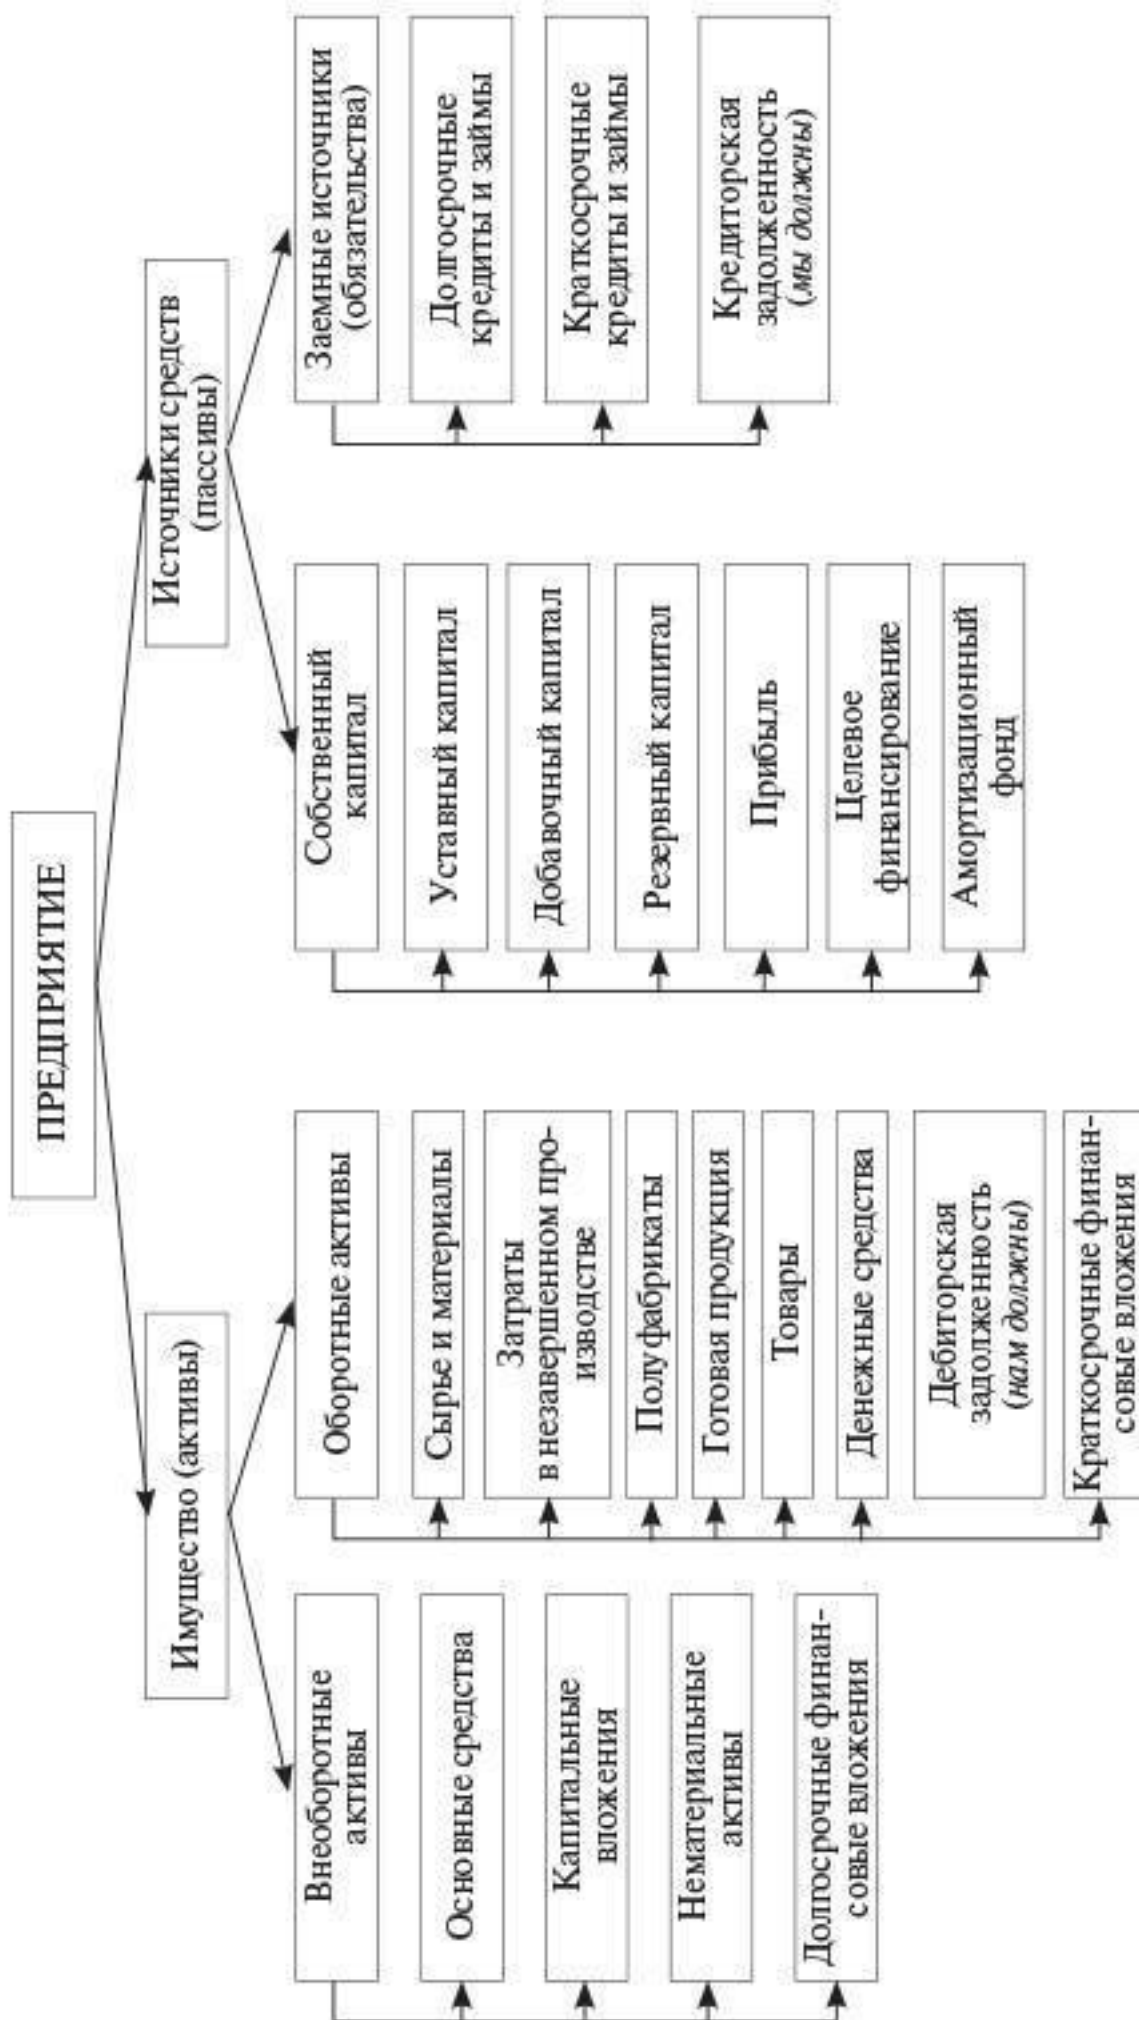 ПРЕДПРИЯТИЕ
Имущество (активы)
Источники средств
(пассивы)
Внеоборотные
активы
Основные средства
Капитальные
вложения
Нематериальные
активы
Долгосрочные финан-
совые вложения
Оборотные активы
Сырье и материалы
Затраты
в незавершенном про-
изводстве
Полуфабрикаты
Готовая продукция
Товары
Денежные средства
Дебиторская
задолженность
(нам должны)
Краткосрочные финан-
совые вложения
Собственный
капитал
Уставный капитал
Добавочный капитал
Резервный капитал
Прибыль
Целевое
финансирование
Амортизационный
фонд
Заемные источники
(обязательства)
Долгосрочные
кредиты и займы
Краткосрочные
кредиты и займы
Кредиторская
задолженность
(мы должны)